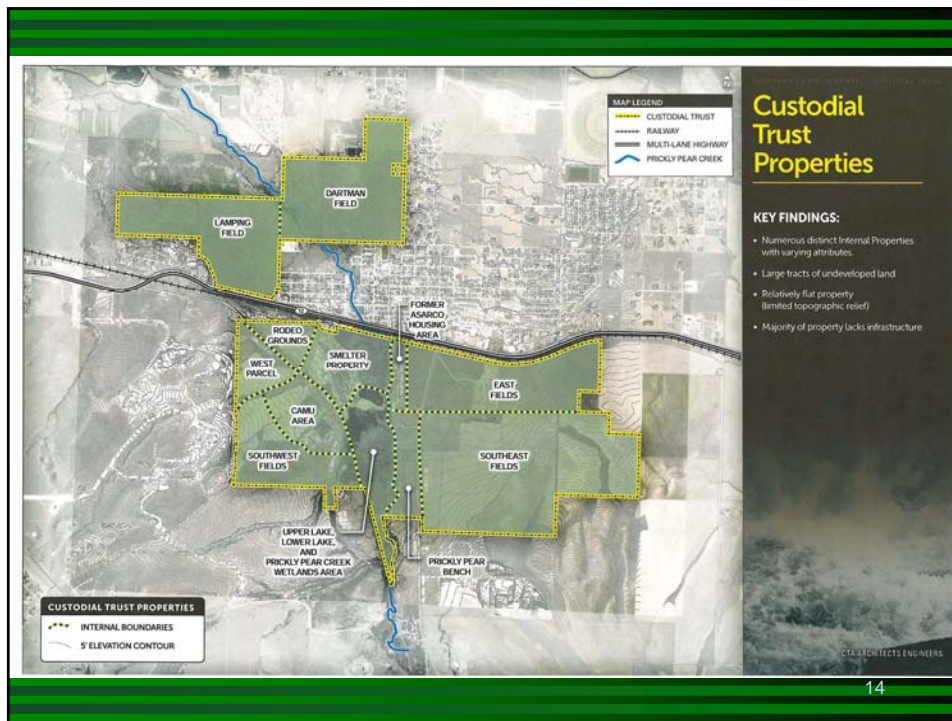 MAP LEGEND
CUSTODIAL TRUST
RAILWAY
MULTI-LANE HIGHWAY
PRICKLY PEAR CREEK
DARTMAN
FIELD
LAMPING
FIELD
FORMER
ASARCO
HOUSING
AREA
RODEO
GROUNDS
SMELTER
PROPERTY
WEST
PARCEL
EAST
FIELDS
CAMU
AREA
SOUTHWEST
FIELDS
SOUTHEAST
FIELDS
UPPER LAKE,
LOWER LAKE,
AND
PRICKLY PEAR CREEK
WETLANDS AREA
PRICKLY PEAR
BENCH
CUSTODIAL TRUST PROPERTIES
INTERNAL BOUNDARIES
5' ELEVATION CONTOUR
Custodial
Trust
Properties
KEY FINDINGS:
• Numerous distinct Internal Properties
with varying attributes.
• Large tracts of undeveloped land
• Relatively flat property
(limited topographic relief)
• Majority of property lacks infrastructure
CTA ARCHITECTS ENGINEERS
14